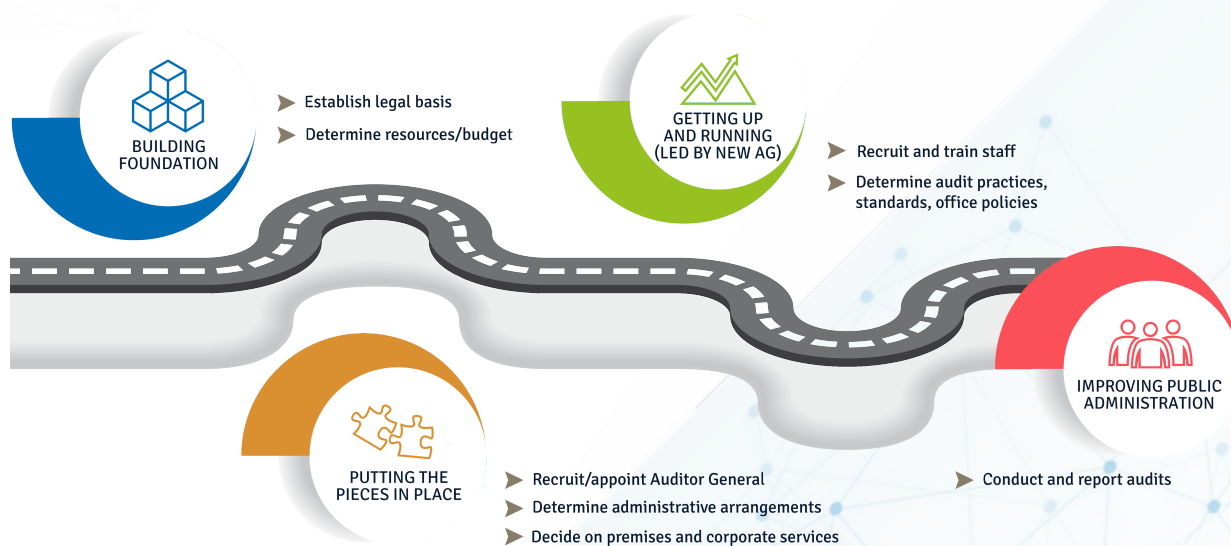 BUILDING
FOUNDATION
Establish legal basis
Determine resources/budget
PUTTING THE
PIECES IN PLACE
Recruit/appoint Auditor General
Determine administrative arrangements
Decide on premises and corporate services
GETTING UP
AND RUNNING
(LED BY NEW AG)
Recruit and train staff
Determine audit practices,
standards, office policies
IMPROVING PUBLIC
ADMINISTRATION
Conduct and report audits